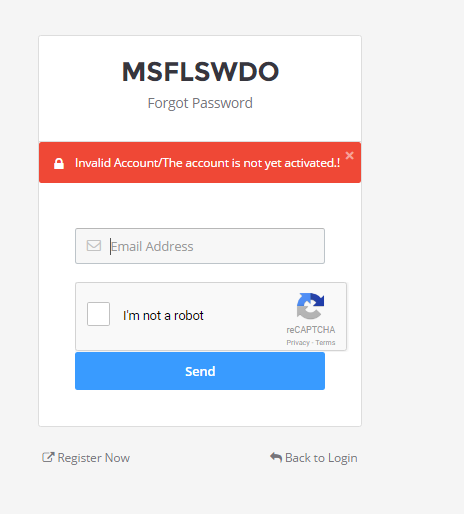 MSFLSWDO
Forgot Password
Invalid Account/The account is not yet activated.! ×
Email Address
I'm not a robot
reCAPTCHA
Privacy - Terms
Send
Register Now
Back to Login